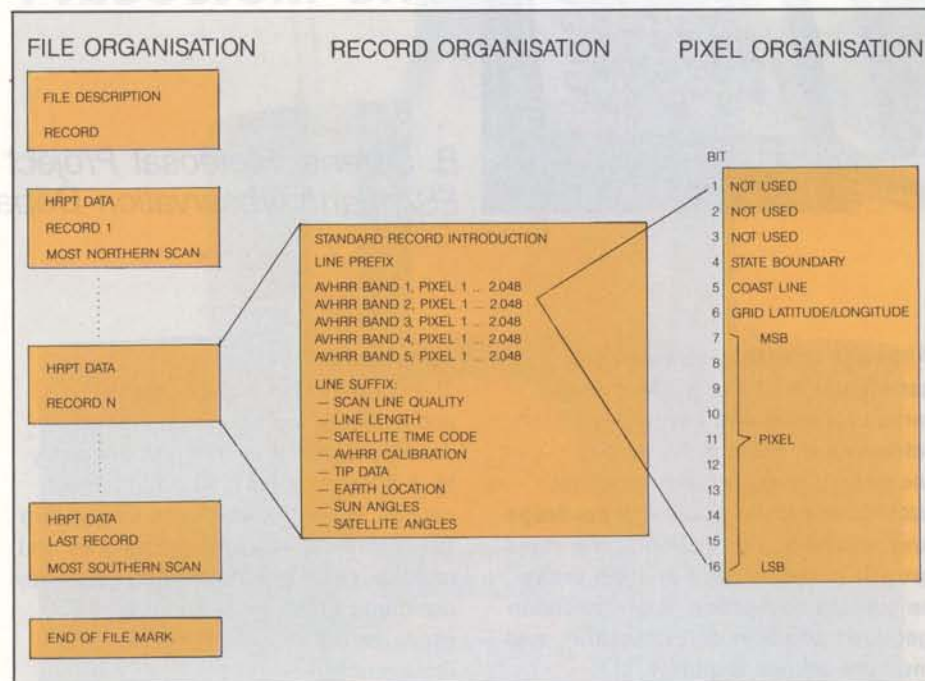 FILE ORGANISATION
FILE DESCRIPTION
RECORD
HRPT DATA
RECORD 1
MOST NORTHERN SCAN
HRPT DATA
RECORD N
HRPT DATA
LAST RECORD
MOST SOUTHERN SCAN
END OF FILE MARK
RECORD ORGANISATION
STANDARD RECORD INTRODUCTION
LINE PREFIX
AVHRR BAND 1, PIXEL 1 ... 2.048
AVHRR BAND 2, PIXEL 1 ... 2.048
AVHRR BAND 3, PIXEL 1 ... 2.048
AVHRR BAND 4, PIXEL 1 ... 2.048
AVHRR BAND 5, PIXEL 1 ... 2.048
LINE SUFFIX:
— SCAN LINE QUALITY
— LINE LENGTH
— SATELLITE TIME CODE
— AVHRR CALIBRATION
— TIP DATA
— EARTH LOCATION
— SUN ANGLES
— SATELLITE ANGLES
PIXEL ORGANISATION
BIT
1 NOT USED
2 NOT USED
3 NOT USED
4 STATE BOUNDARY
5 COAST LINE
6 GRID LATITUDE/LONGITUDE
7 MSB
8
9
10
11 PIXEL
12
13
14
15
16 LSB